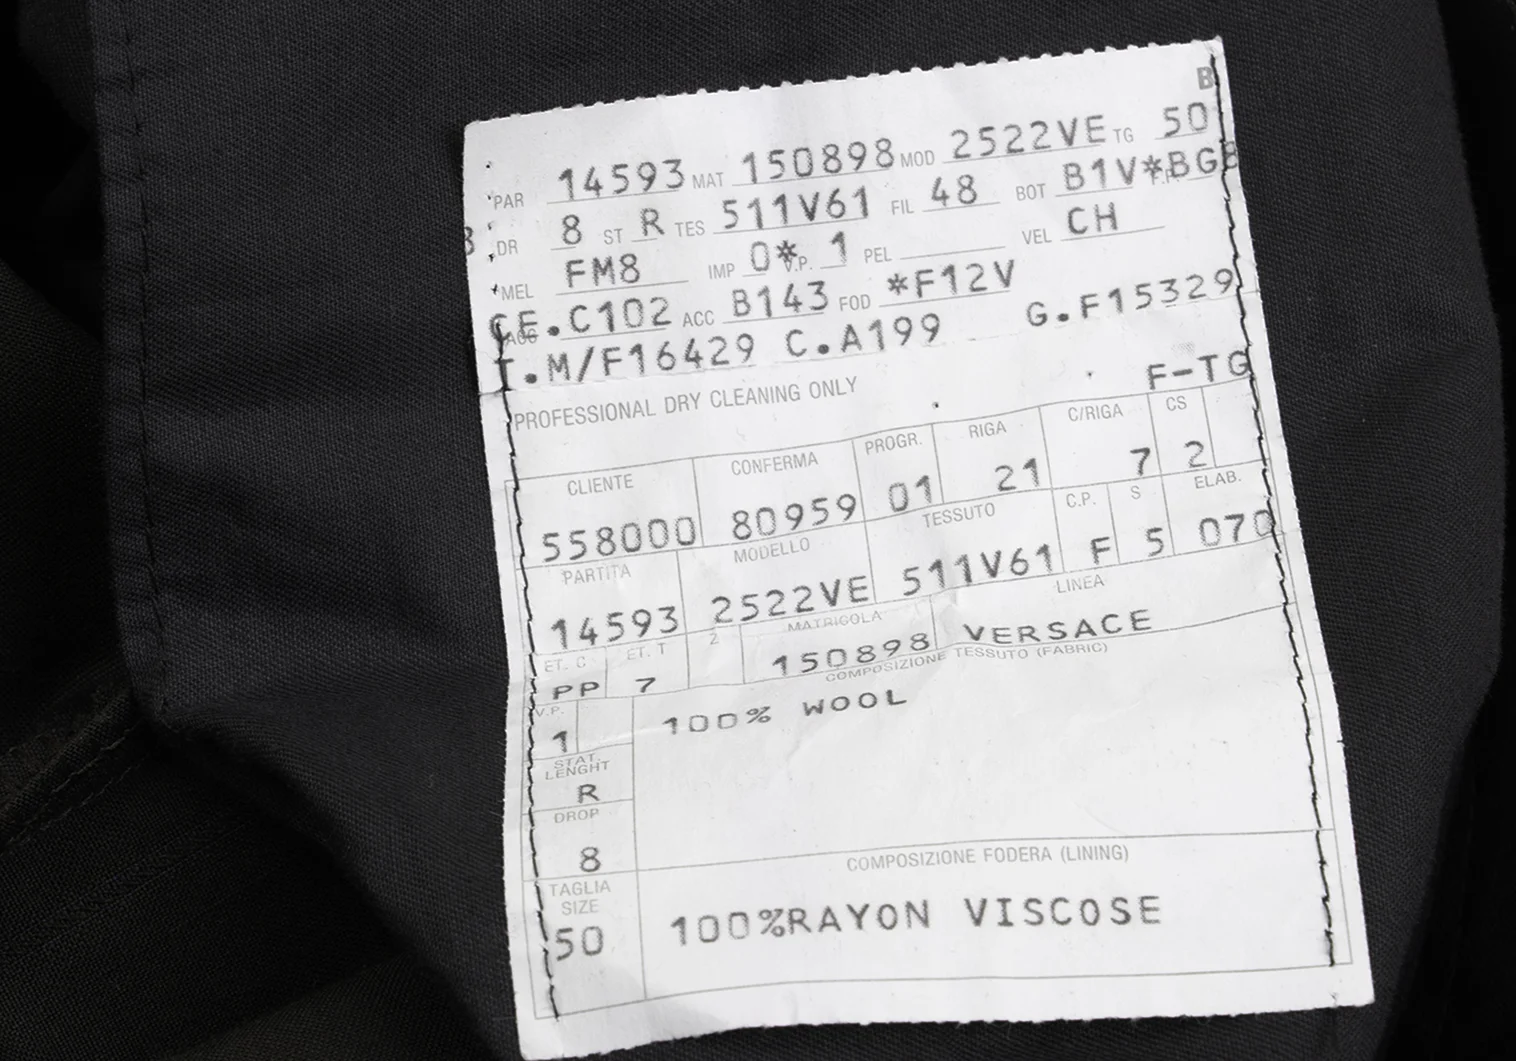 B
PAR 14593 MAT 150898 MOD 2522VE TG 50
DR 8 ST R TES 511V61 FIL 48 BOT B1V*BG8
MEL FM8 IMP 0* V.P. 1 PEL VEL CH
CE.C102 ACC B143 FOD *F12V
T.M/F16429 C.A199 G.F15329
PROFESSIONAL DRY CLEANING ONLY F-TG
CLIENTE CONFERMA PROGR. RIGA C/RIGA CS
558000 80959 01 21 7 2
PARTITA MODELLO TESSUTO C.P. S ELAB.
14593 2522VE 511V61 F 5 070
ET. C ET. T 2 MATRICOLA LINEA
PP 7 150898 VERSACE
V.P. COMPOSIZIONE TESSUTO (FABRIC)
1 100% WOOL
STAT.
LENGHT
R
DROP
8 COMPOSIZIONE FODERA (LINING)
TAGLIA
SIZE
50 100%RAYON VISCOSE